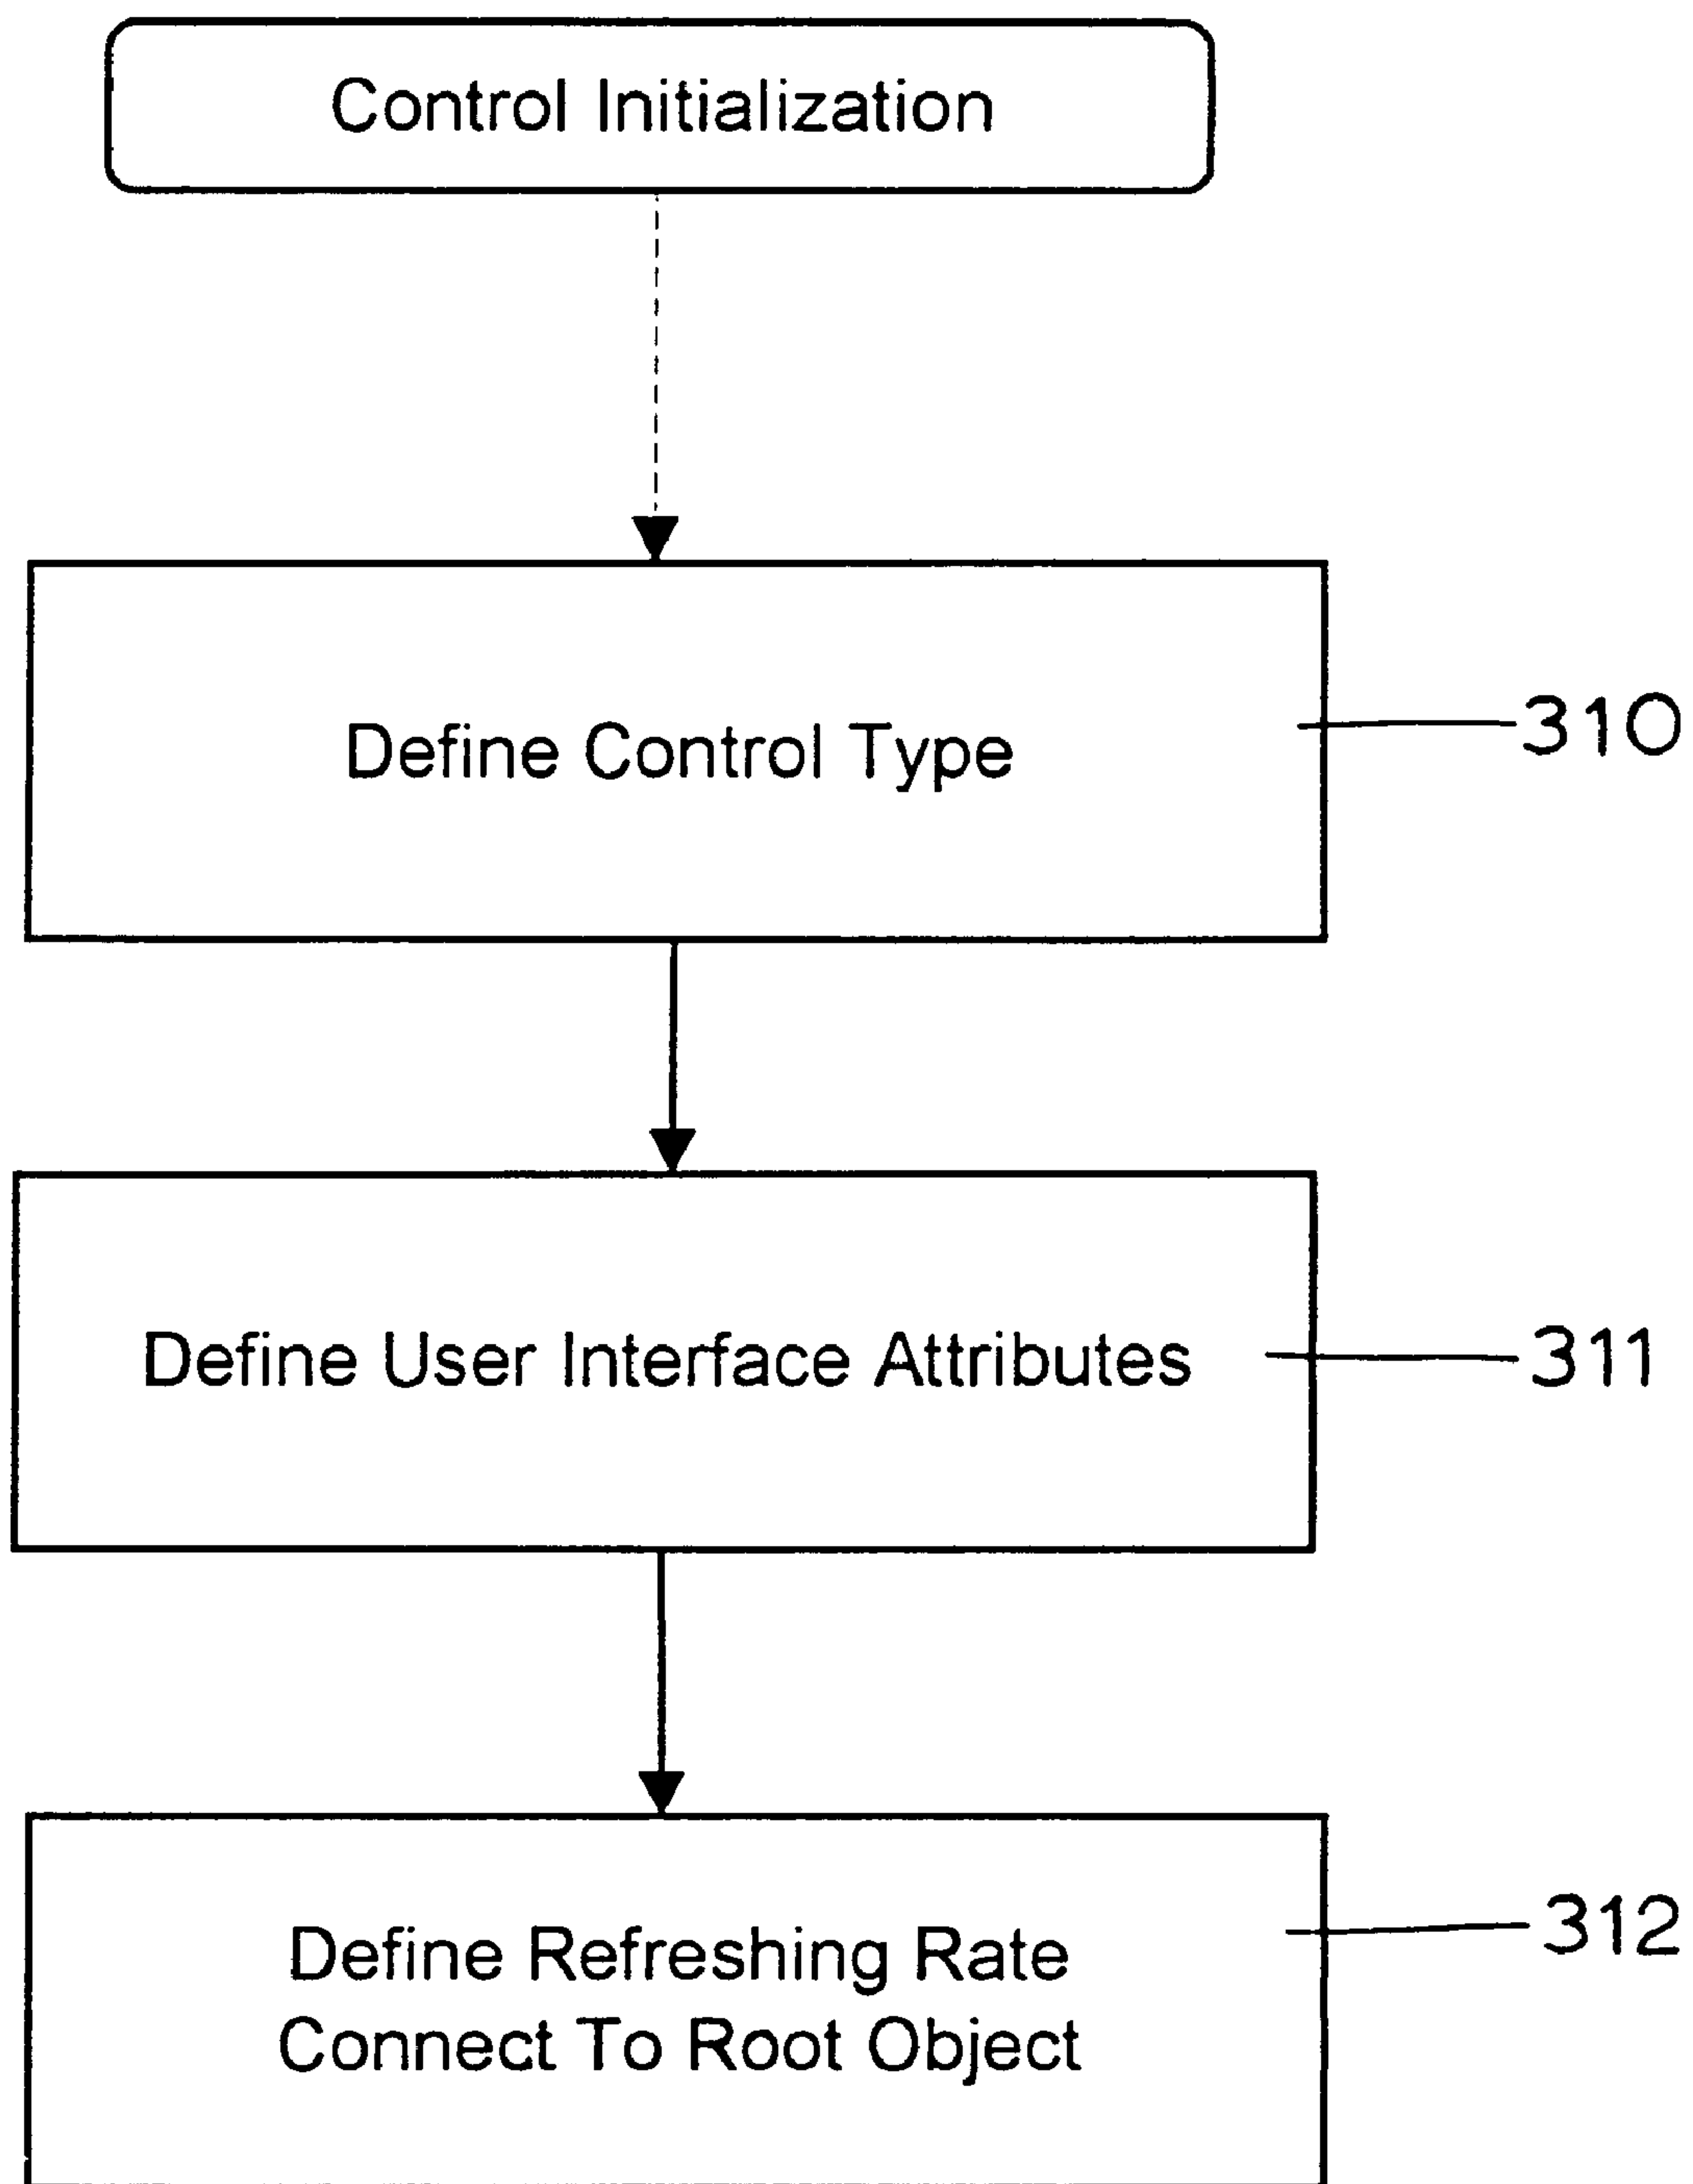 Control Initialization
Define Control Type
310
Define User Interface Attributes
311
Define Refreshing Rate
312
Connect To Root Object